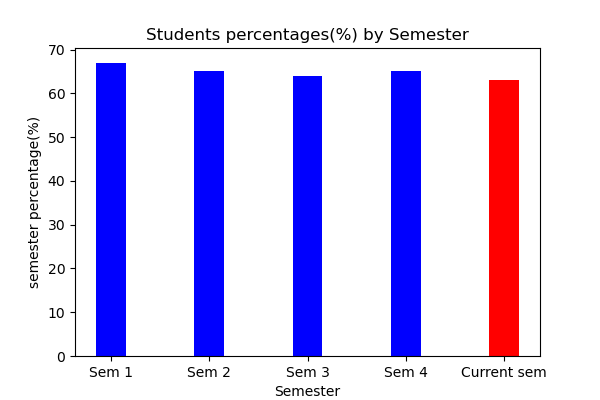 Students percentages(%) by Semester
semester percentage(%)
70
60
50
40
30
20
10
0
Sem 1 Sem 2 Sem 3 Sem 4 Current sem
Semester